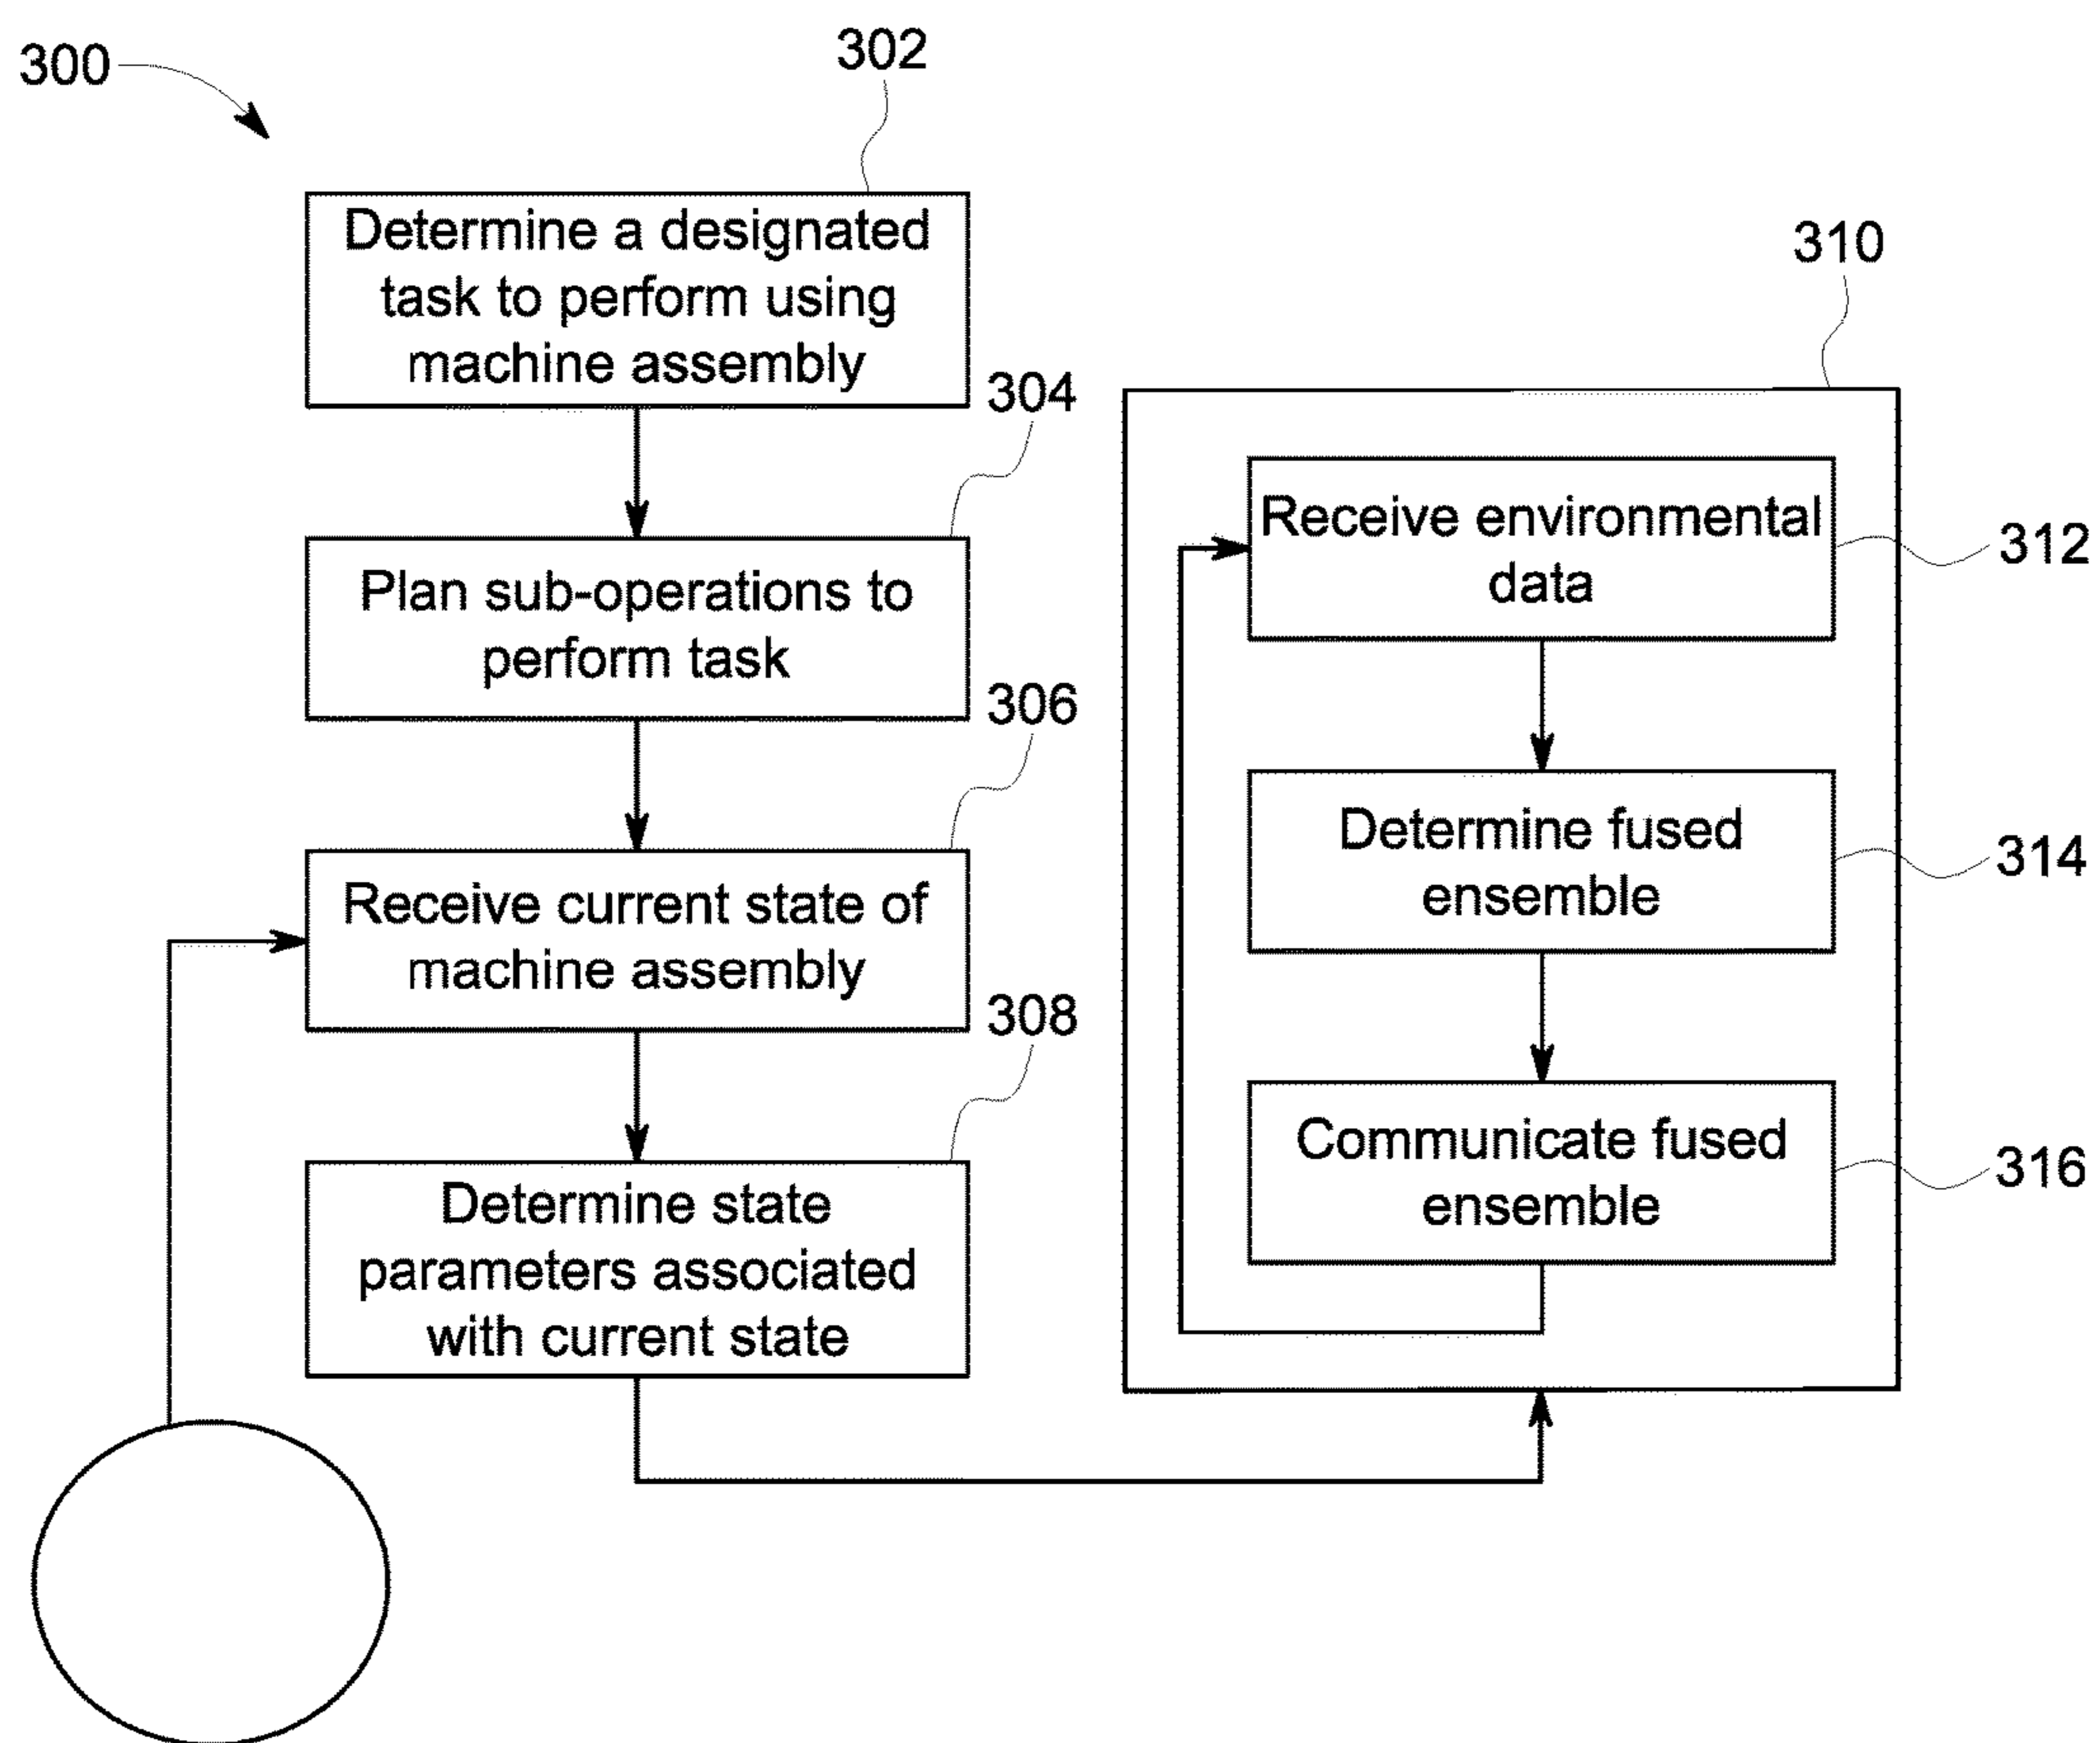 300
302
Determine a designated
task to perform using
machine assembly
304
Plan sub-operations to
perform task
306
Receive current state of
machine assembly
308
Determine state
parameters associated
with current state
310
Receive environmental
data
312
Determine fused
ensemble
314
Communicate fused
ensemble
316